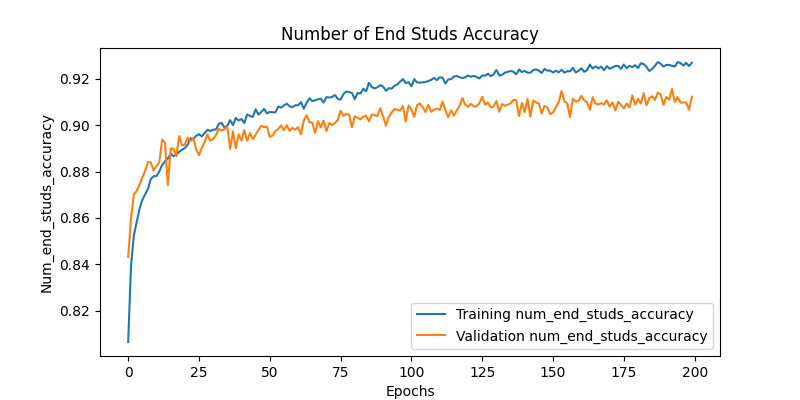 Number of End Studs Accuracy
Num_end_studs_accuracy
0.92
0.90
0.88
0.86
0.84
0.82
0 25 50 75 100 125 150 175 200
Epochs
Training num_end_studs_accuracy
Validation num_end_studs_accuracy